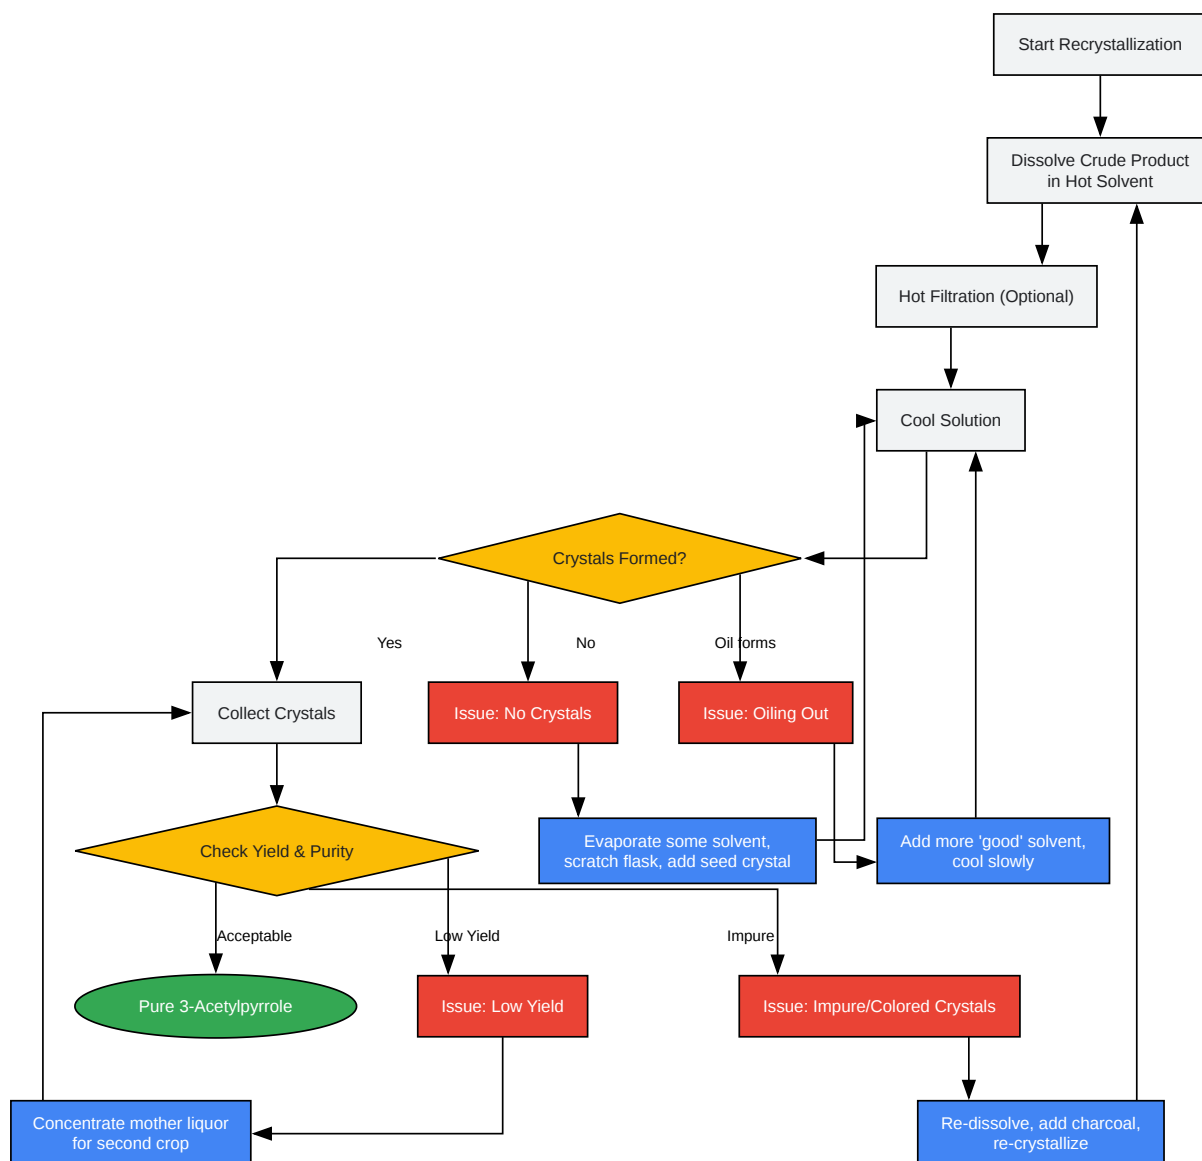 Start Recrystallization
Dissolve Crude Product
in Hot Solvent
Hot Filtration (Optional)
Cool Solution
Crystals Formed?
Yes
No
Oil forms
Collect Crystals
Issue: No Crystals
Issue: Oiling Out
Evaporate some solvent,
scratch flask, add seed crystal
Add more 'good' solvent,
cool slowly
Check Yield & Purity
Acceptable
Low Yield
Impure
Pure 3-Acetylpyrrole
Issue: Low Yield
Issue: Impure/Colored Crystals
Concentrate mother liquor
for second crop
Re-dissolve, add charcoal,
re-crystallize